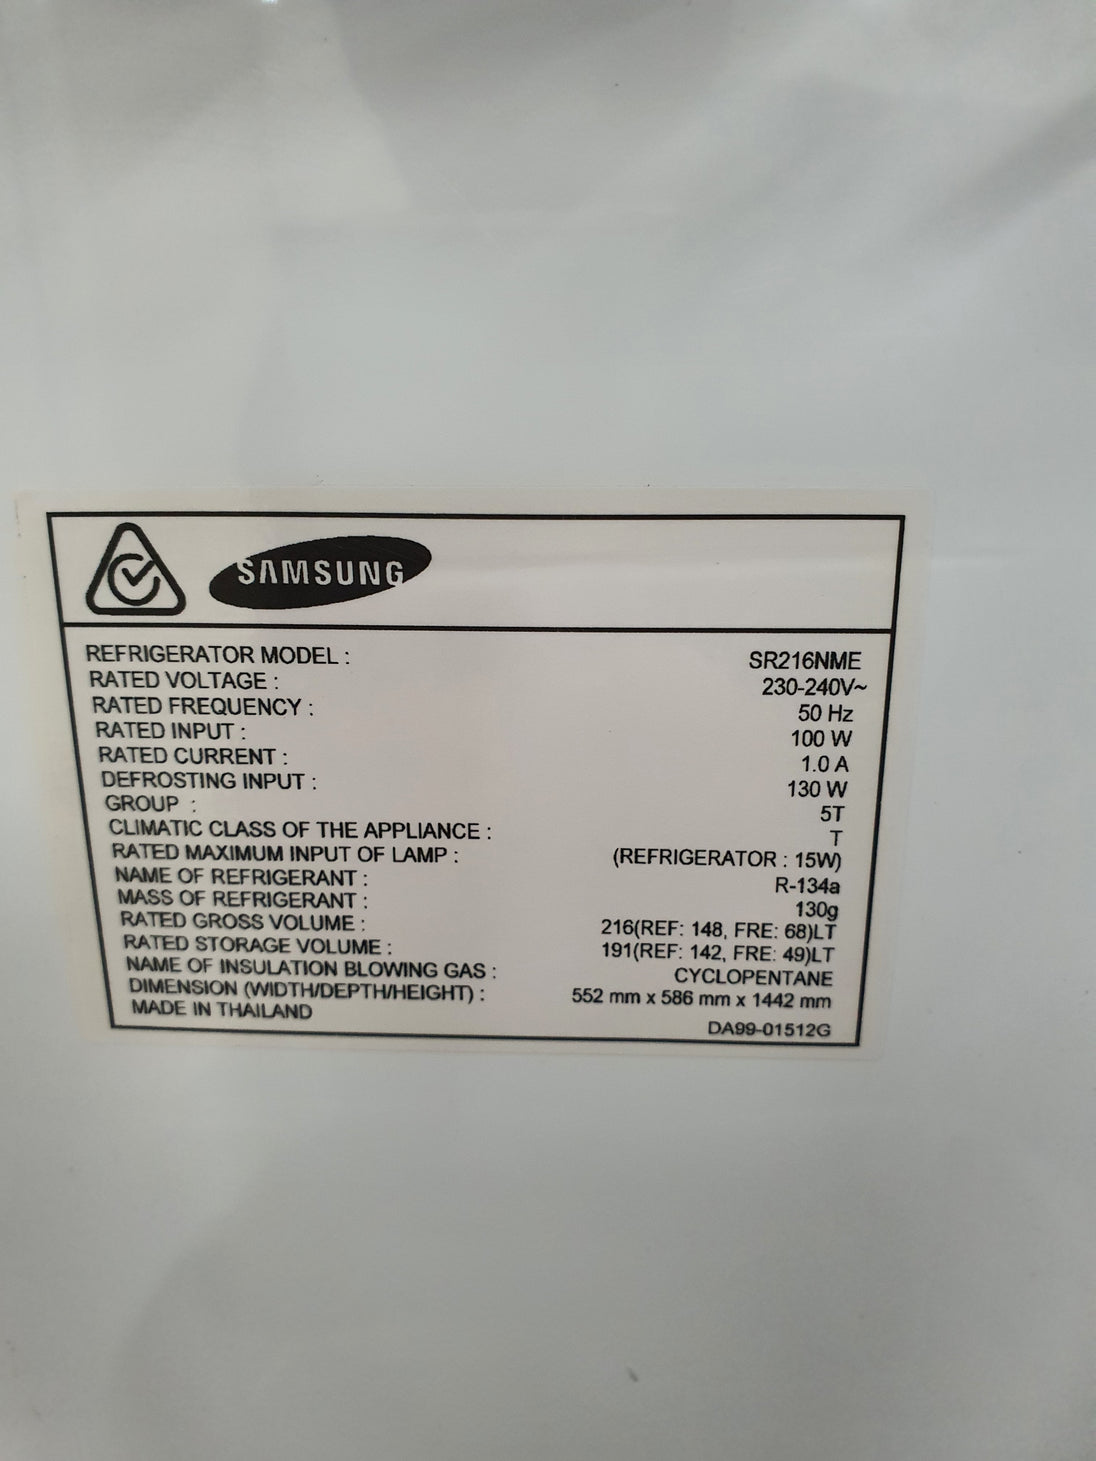 SAMSUNG
REFRIGERATOR MODEL : SR216NME
RATED VOLTAGE : 230-240V~
RATED FREQUENCY : 50 Hz
RATED INPUT : 100 W
RATED CURRENT : 1.0 A
DEFROSTING INPUT : 130 W
GROUP : 5T
CLIMATIC CLASS OF THE APPLIANCE : T
RATED MAXIMUM INPUT OF LAMP : (REFRIGERATOR : 15W)
NAME OF REFRIGERANT : R-134a
MASS OF REFRIGERANT : 130g
RATED GROSS VOLUME : 216(REF: 148, FRE: 68)LT
RATED STORAGE VOLUME : 191(REF: 142, FRE: 49)LT
NAME OF INSULATION BLOWING GAS : CYCLOPENTANE
DIMENSION (WIDTH/DEPTH/HEIGHT) : 552 mm x 586 mm x 1442 mm
MADE IN THAILAND DA99-01512G